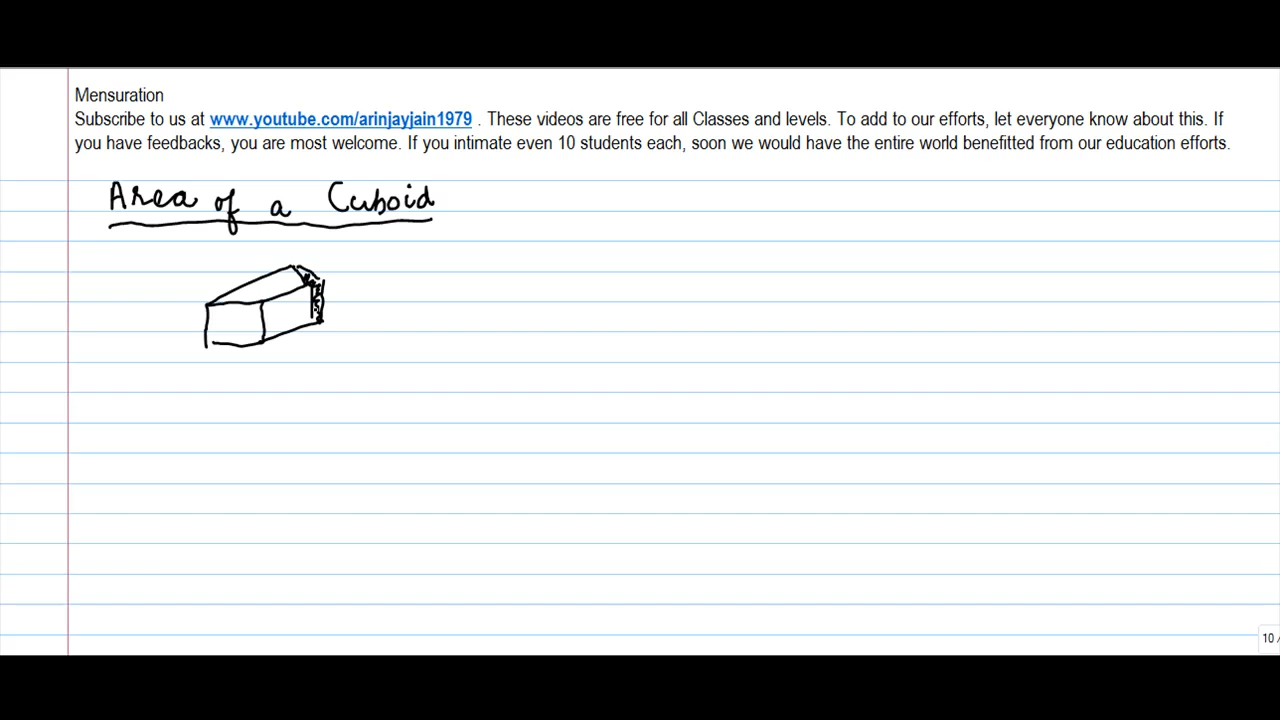 Mensuration
Subscribe to us at www.youtube.com/arinjayjain1979 . These videos are free for all Classes and levels. To add to our efforts, let everyone know about this. If
you have feedbacks, you are most welcome. If you intimate even 10 students each, soon we would have the entire world benefitted from our education efforts.
Area of a Cuboid
10 /